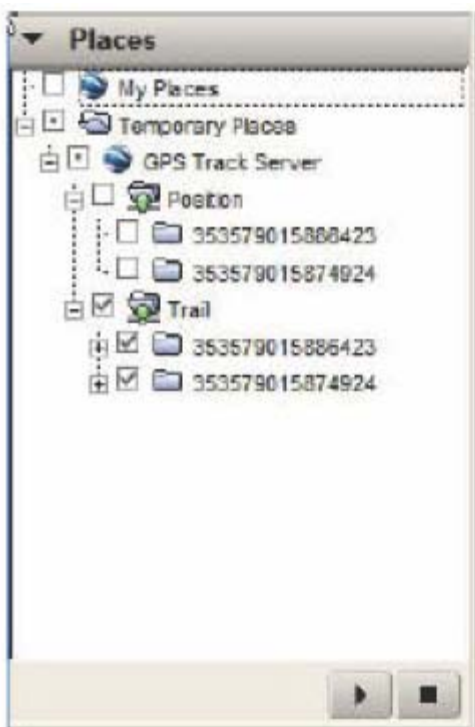 Places
My Places
Temporary Places
GPS Track Server
Position
353579015886423
353579015874924
Trail
353579015886423
353579015874924